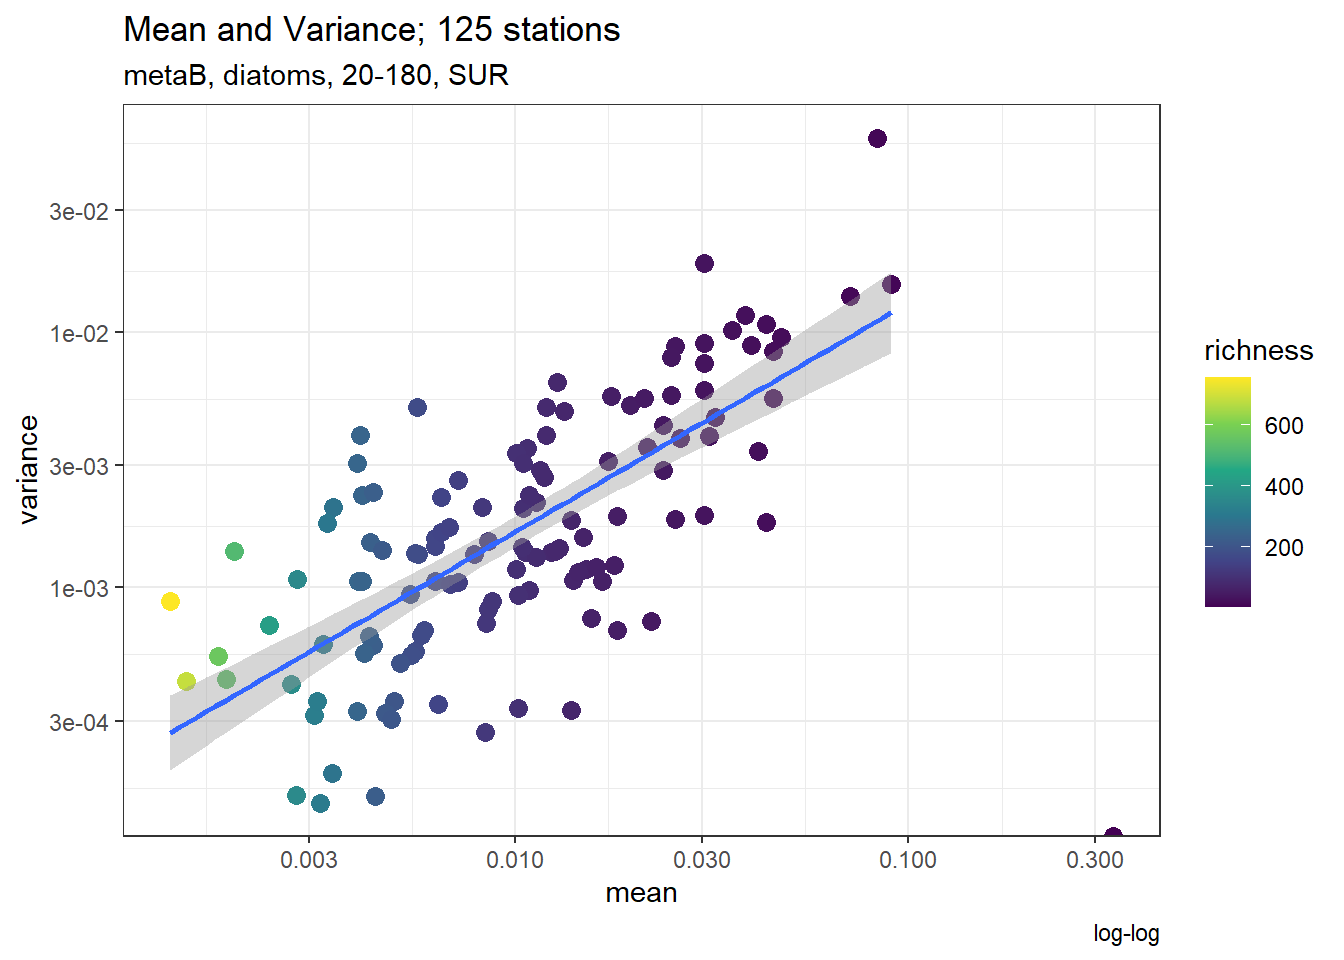 Mean and Variance; 125 stations
metaB, diatoms, 20-180, SUR
variance
3e-02
1e-02
3e-03
1e-03
3e-04
0.003 0.010 0.030 0.100 0.300
mean
log-log
richness
600
400
200